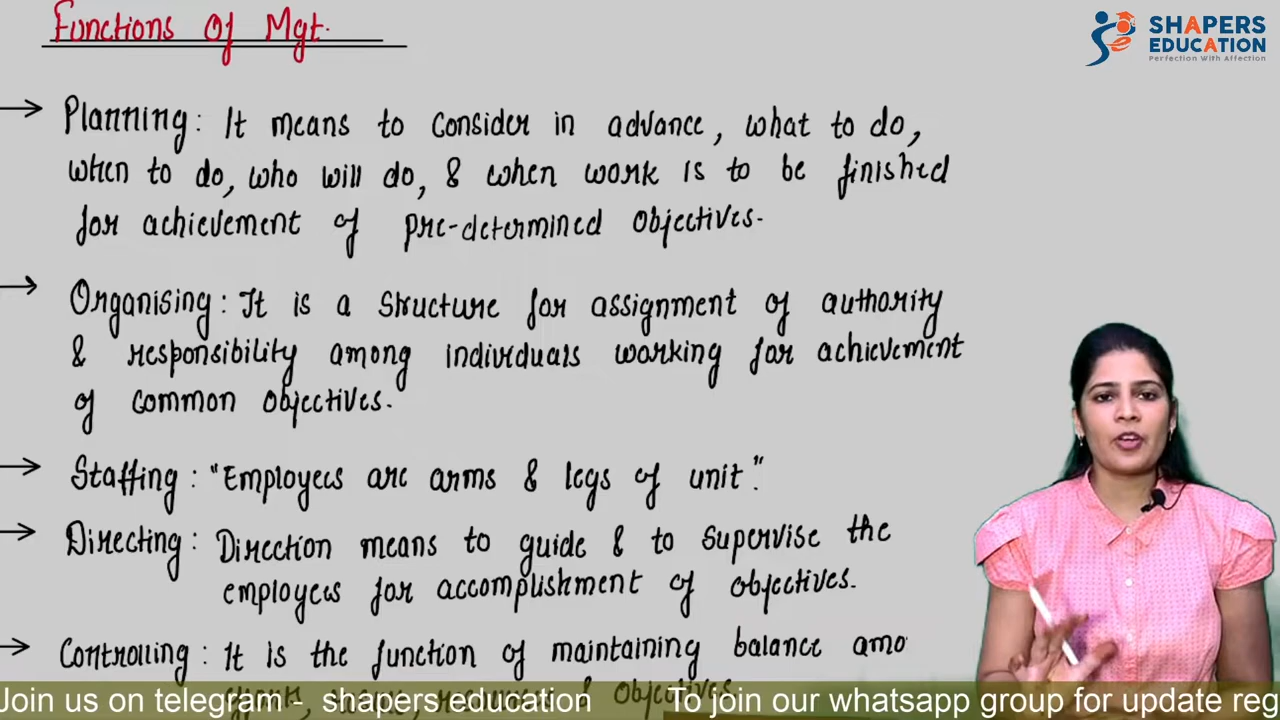 Functions Of Mgt.
SHAPERS
EDUCATION
Perfection With Affection
→ Planning: It means to consider in advance, what to do,
when to do, who will do, & when work is to be finished
for achievement of pre-determined objectives.
→ Organising: It is a structure for assignment of authority
& responsibility among individuals working for achievement
of common objectives.
→ Staffing: "Employees are arms & legs of unit."
→ Directing: Direction means to guide & to supervise the
employees for accomplishment of objectives.
→ Controlling: It is the function of maintaining balance amo
& Objectives.
Join us on telegram - shapers education To join our whatsapp group for update reg